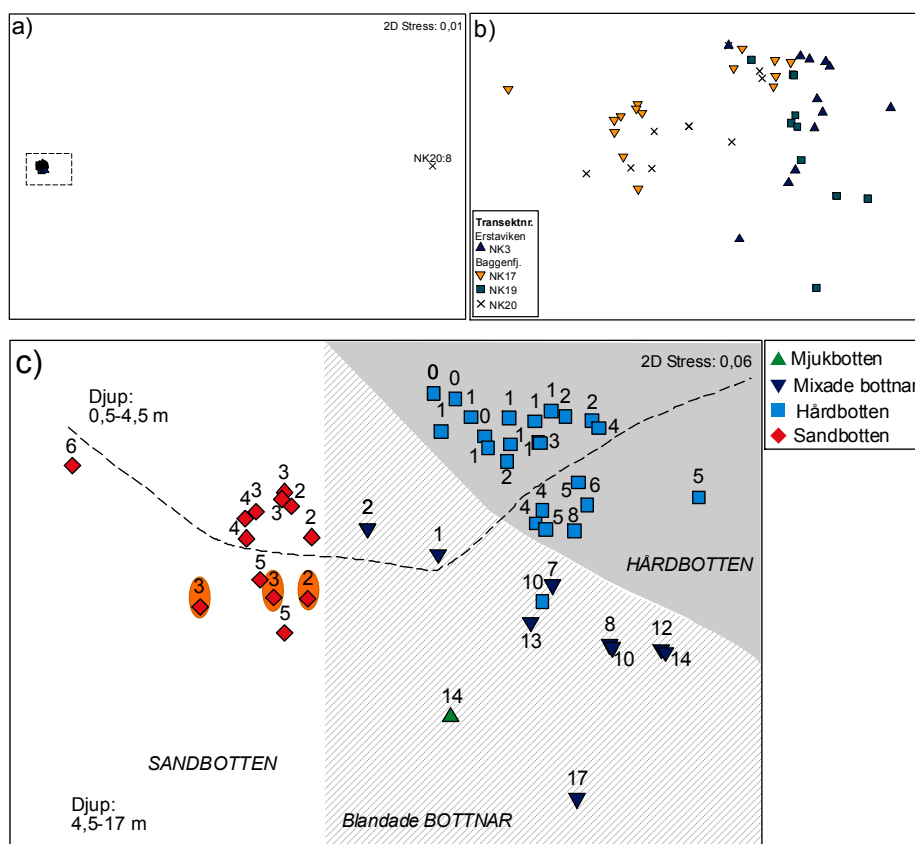 a)
2D Stress: 0,01
NK20:8
b)
Transektnr.
Erstaviken
NK3
Baggenfj.
NK17
NK19
NK20
c)
2D Stress: 0,06
Djup:
0,5-4,5 m
0 0
1 1 0 1 1 1 2 2 4
1 1 1 3
2
6
3
4 3 2
3
4 2
2
1
5 6 5
4
4 5 8
HÅRDBOTTEN
5
3 3 2
5
7
10
13
8
10
12
14
14
17
SANDBOTTEN
Blandade BOTTNAR
Djup:
4,5-17 m
Mjukbotten
Mixade bottnar
Hårdbotten
Sandbotten